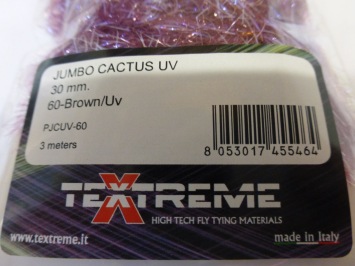 JUMBO CACTUS UV
30 mm.
60-Brown/Uv
PJCUV-60
3 meters
8 053017 455464
TEXTREME
HIGH TECH FLY TYING MATERIALS
www.textreme.it made in Italy